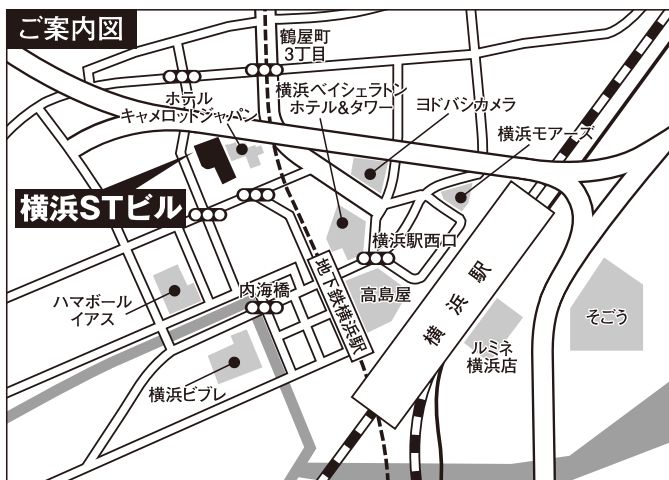 ご案内図
鶴屋町
3丁目
ホテル
キャメロットジャパン
横浜ベイシェラトン
ホテル&タワー
ヨドバシカメラ
横浜モアーズ
横浜STビル
横浜駅西口
ハマボール
イアス
内海橋
地下鉄横浜駅
高島屋
横浜駅
そごう
ルミネ
横浜店
横浜ビブレ